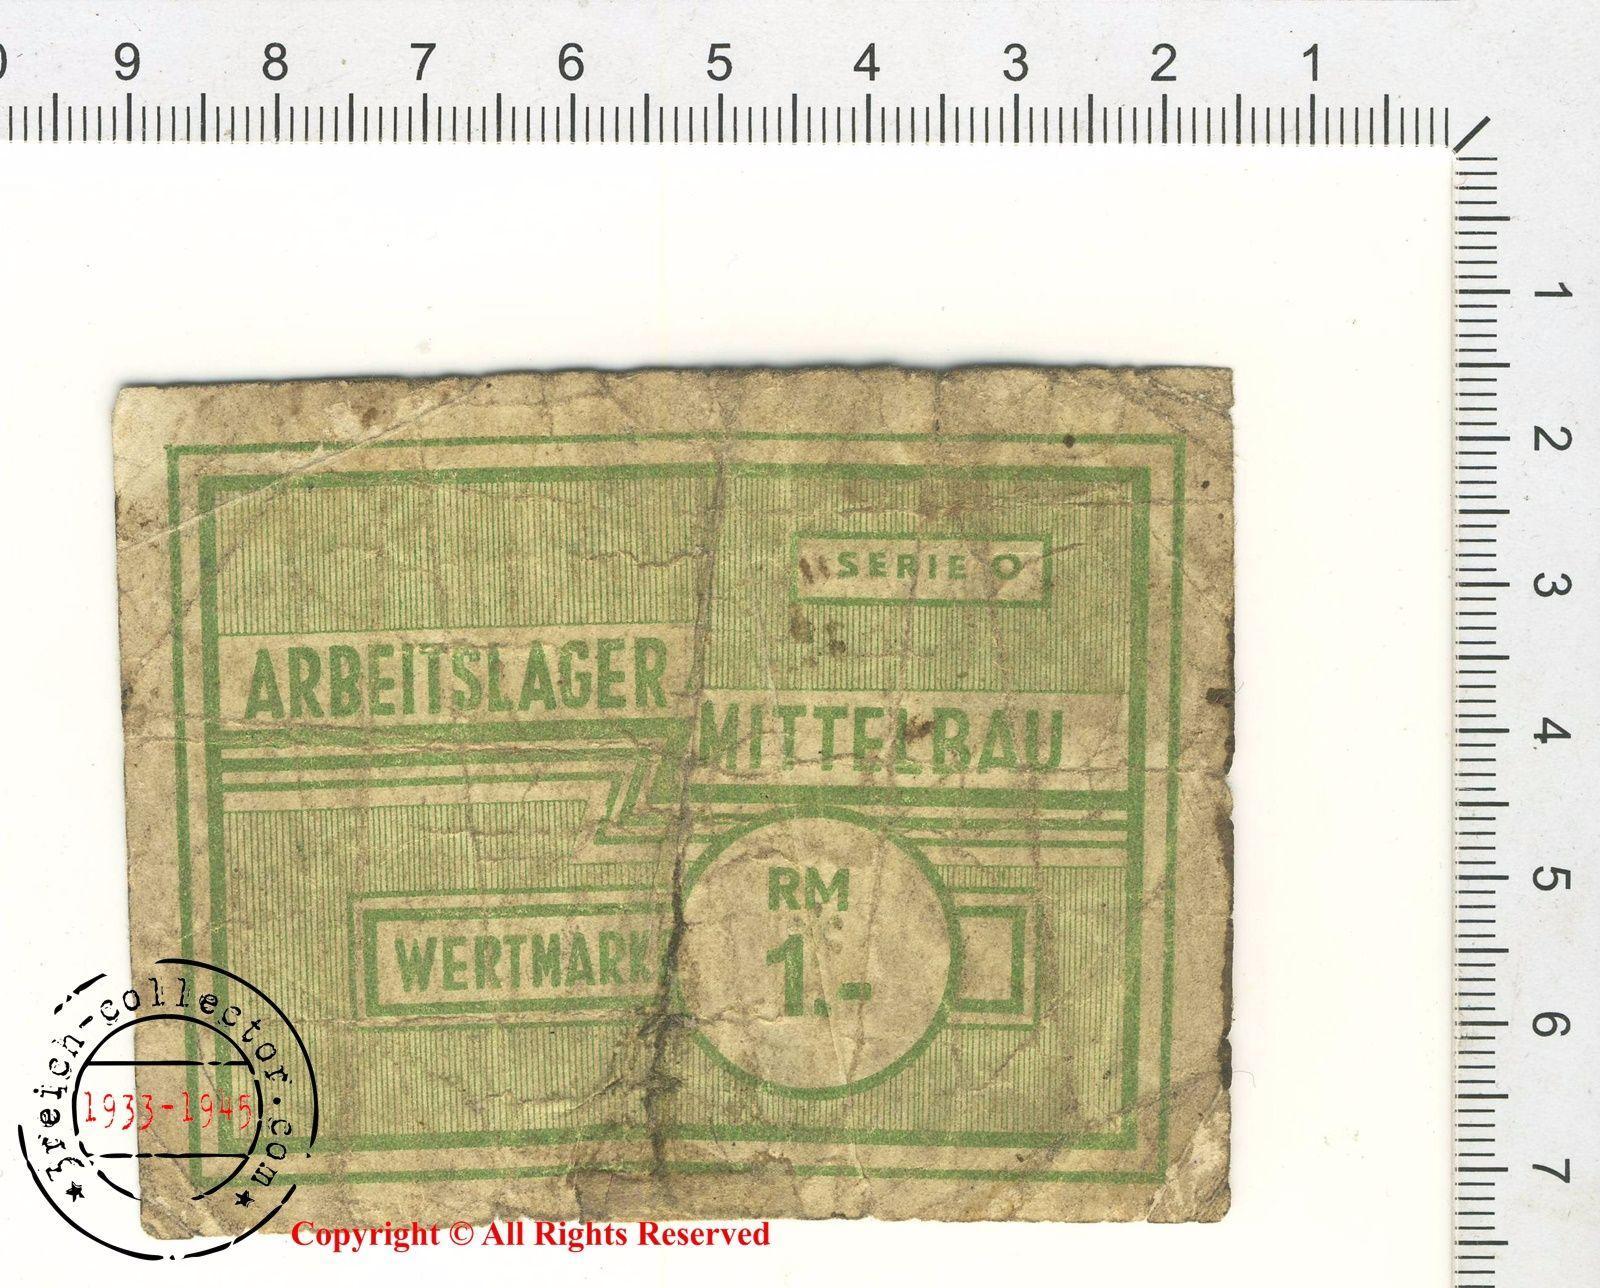 9 8 7 6 5 4 3 2 1
1
2
3
4
5
6
7
SERIE O
ARBEITSLAGER
MITTELBAU
RM
1.-
WERTMARK
3reich-collector.com
1933-1945
Copyright © All Rights Reserved